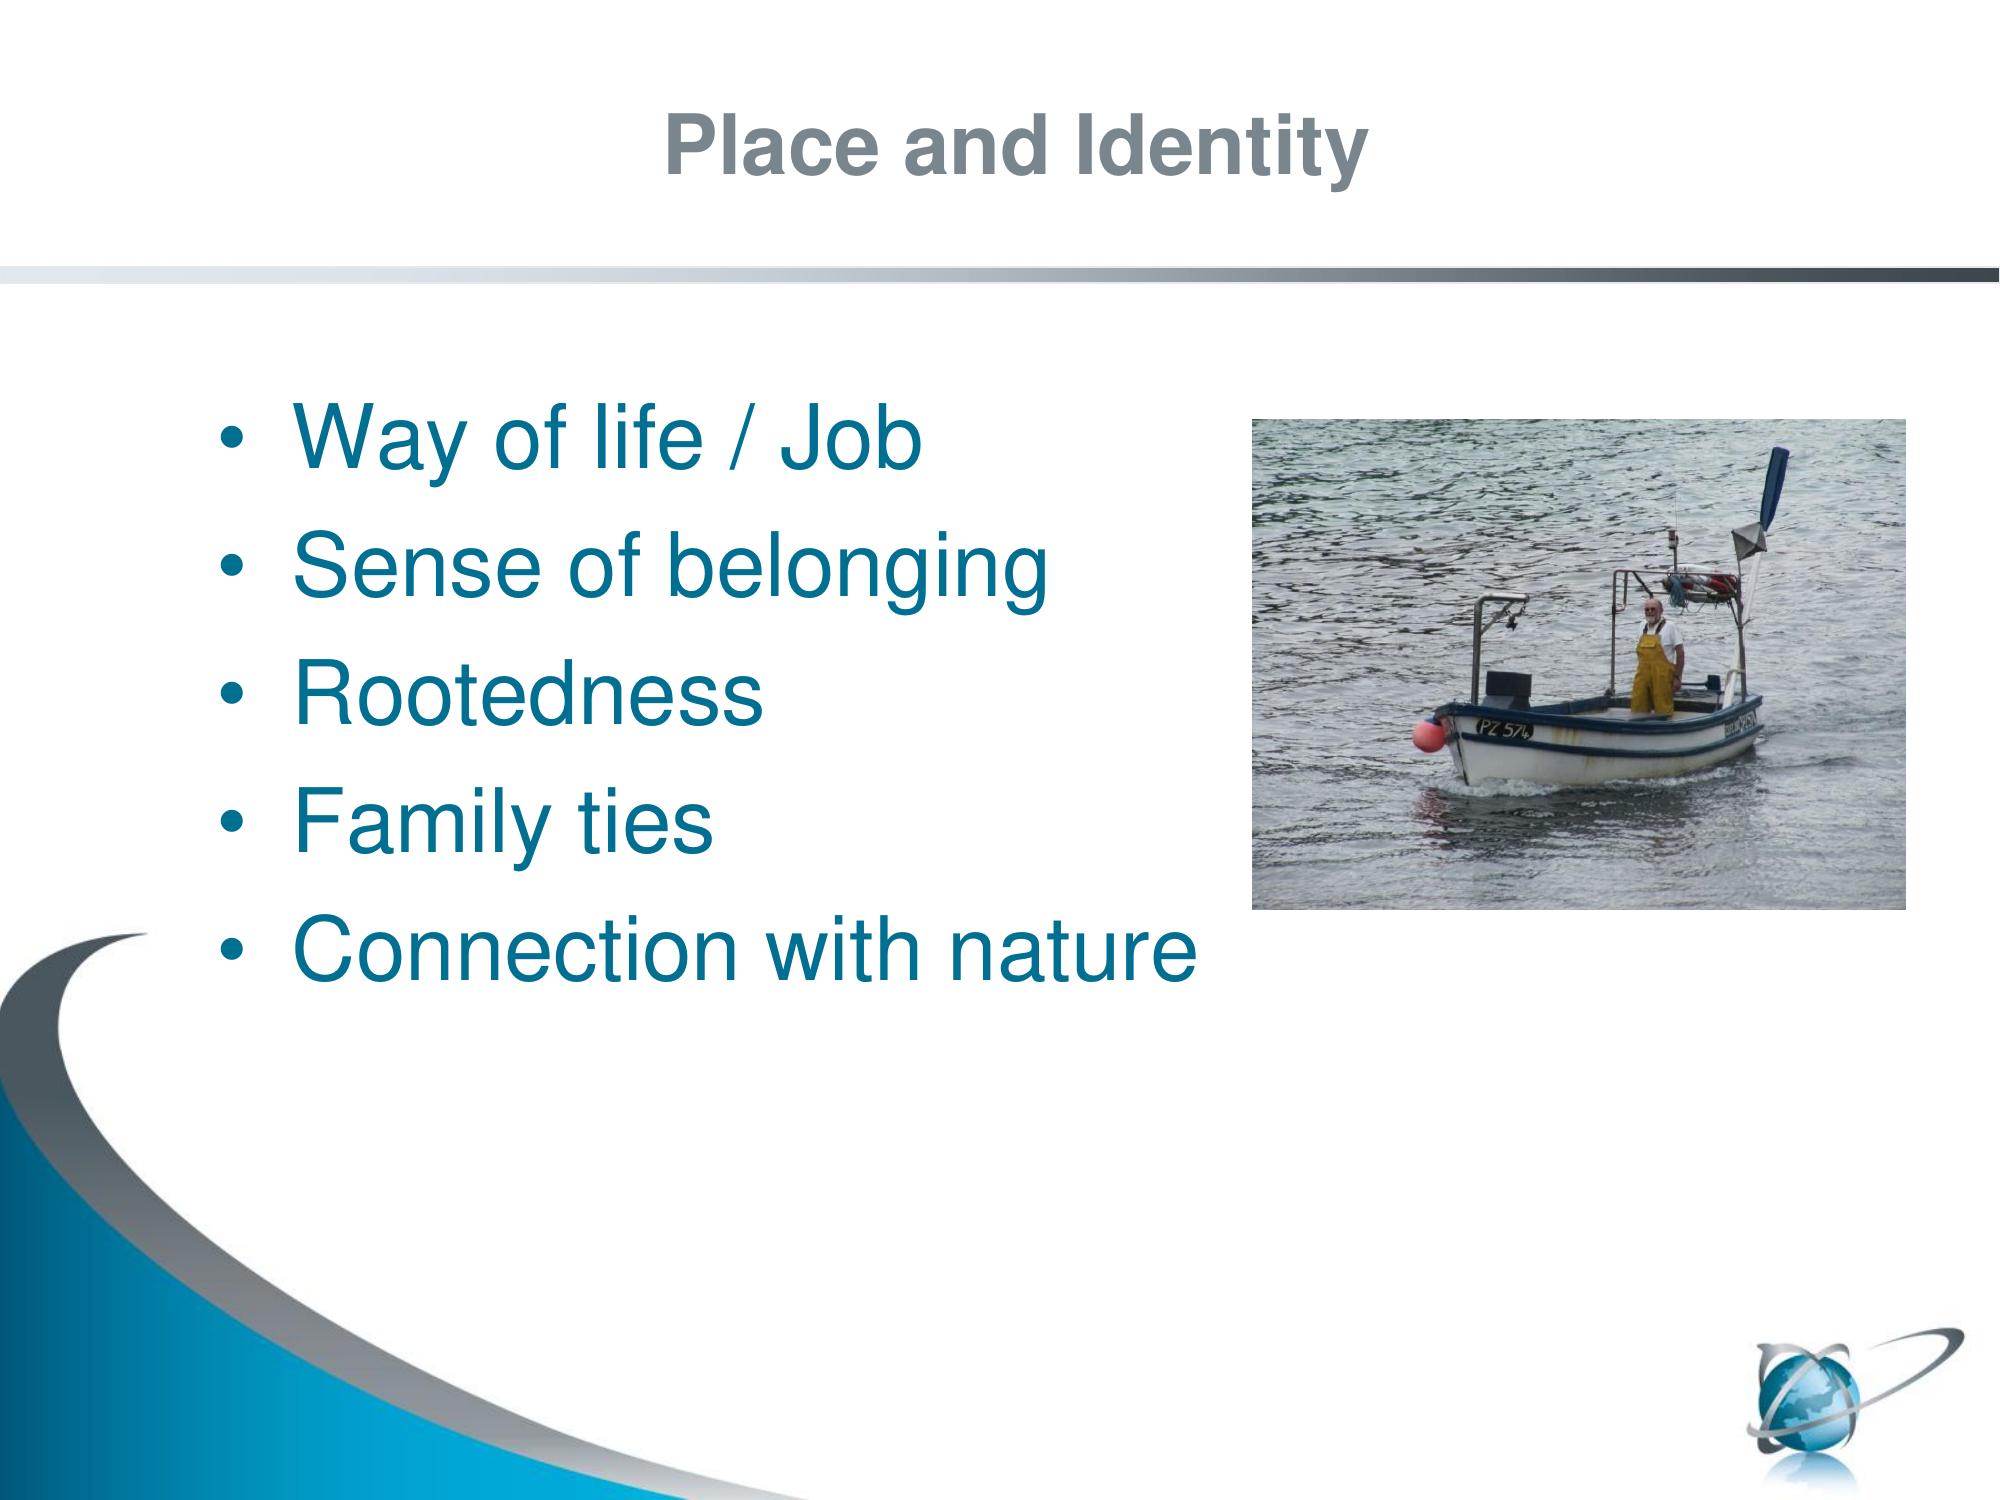 Place and Identity
• Way of life / Job
• Sense of belonging
• Rootedness
• Family ties
• Connection with nature
PZ 574